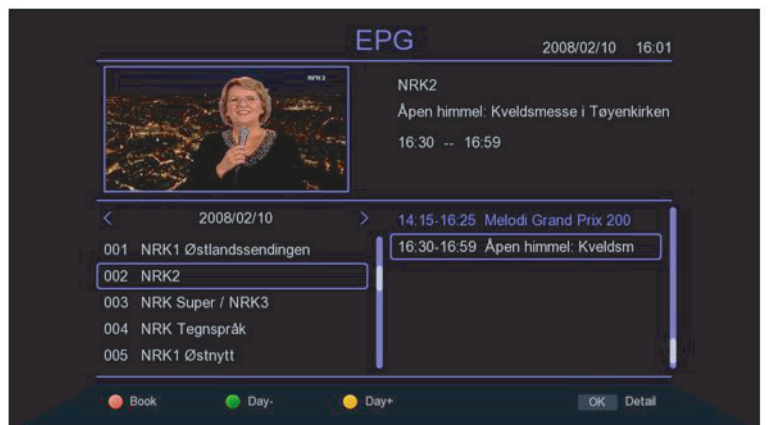 EPG
2008/02/10 16:01
NRK2
Åpen himmel: Kveldsmesse i Tøyenkirken
16:30 -- 16:59
< 2008/02/10 >
001 NRK1 Østlandssendingen
002 NRK2
003 NRK Super / NRK3
004 NRK Tegnspråk
005 NRK1 Østnytt
14:15-16:25 Melodi Grand Prix 200
16:30-16:59 Åpen himmel: Kveldsm
Book
Day-
Day+
OK Detail